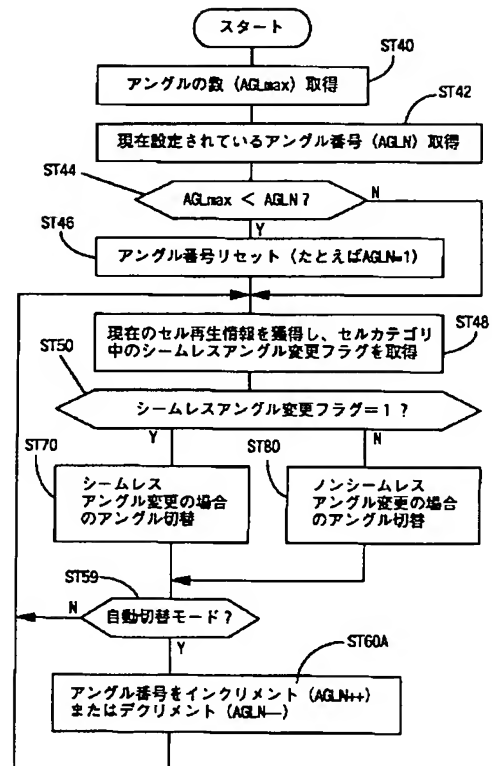 スタート
ST40
アングルの数 (AGLmax) 取得
ST42
現在設定されているアングル番号 (AGLN) 取得
ST44
AGLmax < AGLN ?
N
Y
ST46
アングル番号リセット (たとえばAGLN=1)
現在のセル再生情報を獲得し、セルカテゴリ
中のシームレスアングル変更フラグを取得
ST48
ST50
シームレスアングル変更フラグ=1 ?
Y
N
ST70
シームレス
アングル変更の場合
のアングル切替
ST80
ノンシームレス
アングル変更の場合
のアングル切替
ST59
N
自動切替モード ?
Y
ST60A
アングル番号をインクリメント (AGLN++)
またはデクリメント (AGLN—)